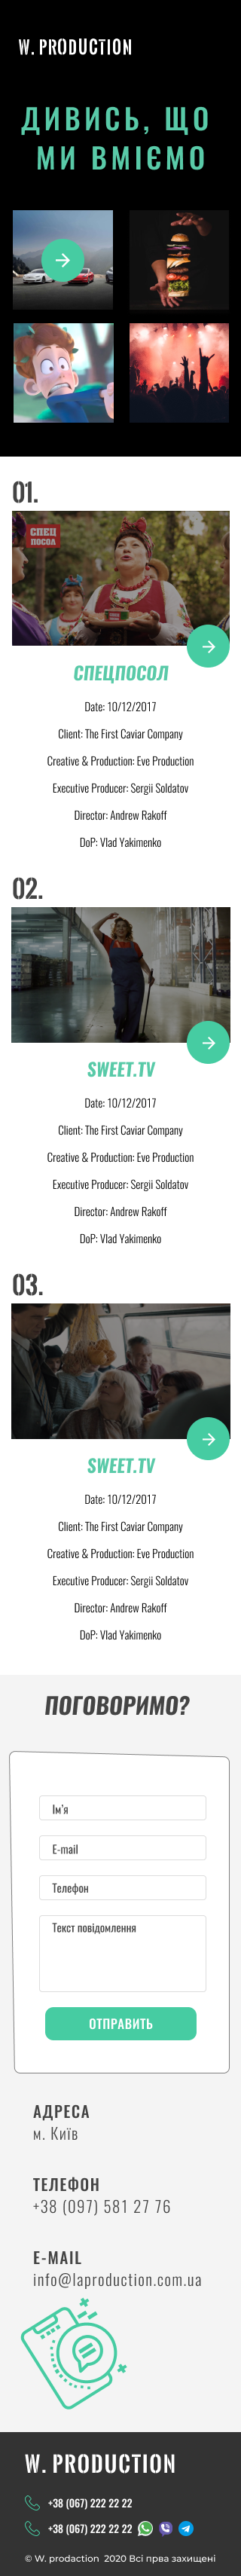 W. PRODUCTION
ДИВИСЬ, ЩО
МИ ВМІЄМО
01.
СПЕЦ
ПОСОЛ
СПЕЦПОСОЛ
Date: 10/12/2017
Client: The First Caviar Company
Creative & Production: Eve Production
Executive Producer: Sergii Soldatov
Director: Andrew Rakoff
DoP: Vlad Yakimenko
02.
SWEET.TV
Date: 10/12/2017
Client: The First Caviar Company
Creative & Production: Eve Production
Executive Producer: Sergii Soldatov
Director: Andrew Rakoff
DoP: Vlad Yakimenko
03.
SWEET.TV
Date: 10/12/2017
Client: The First Caviar Company
Creative & Production: Eve Production
Executive Producer: Sergii Soldatov
Director: Andrew Rakoff
DoP: Vlad Yakimenko
ПОГОВОРИМО?
Ім'я
E-mail
Телефон
Текст повідомлення
ОТПРАВИТЬ
АДРЕСА
м. Київ
ТЕЛЕФОН
+38 (097) 581 27 76
E-MAIL
info@laproduction.com.ua
W. PRODUCTION
+38 (067) 222 22 22
+38 (067) 222 22 22
© W. prodaction 2020 Всі прва захищені